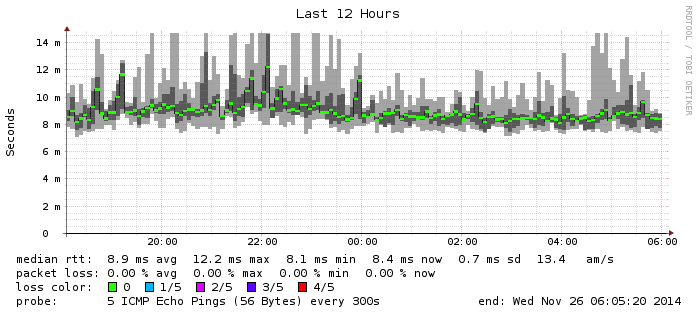 Last 12 Hours
RRDTOOL / TOBI OETIKER
Seconds
14 m
12 m
10 m
8 m
6 m
4 m
2 m
0
20:00 22:00 00:00 02:00 04:00 06:00
median rtt: 8.9 ms avg 12.2 ms max 8.1 ms min 8.4 ms now 0.7 ms sd 13.4 am/s
packet loss: 0.00 % avg 0.00 % max 0.00 % min 0.00 % now
loss color: 0 1/5 2/5 3/5 4/5
probe: 5 ICMP Echo Pings (56 Bytes) every 300s end: Wed Nov 26 06:05:20 2014